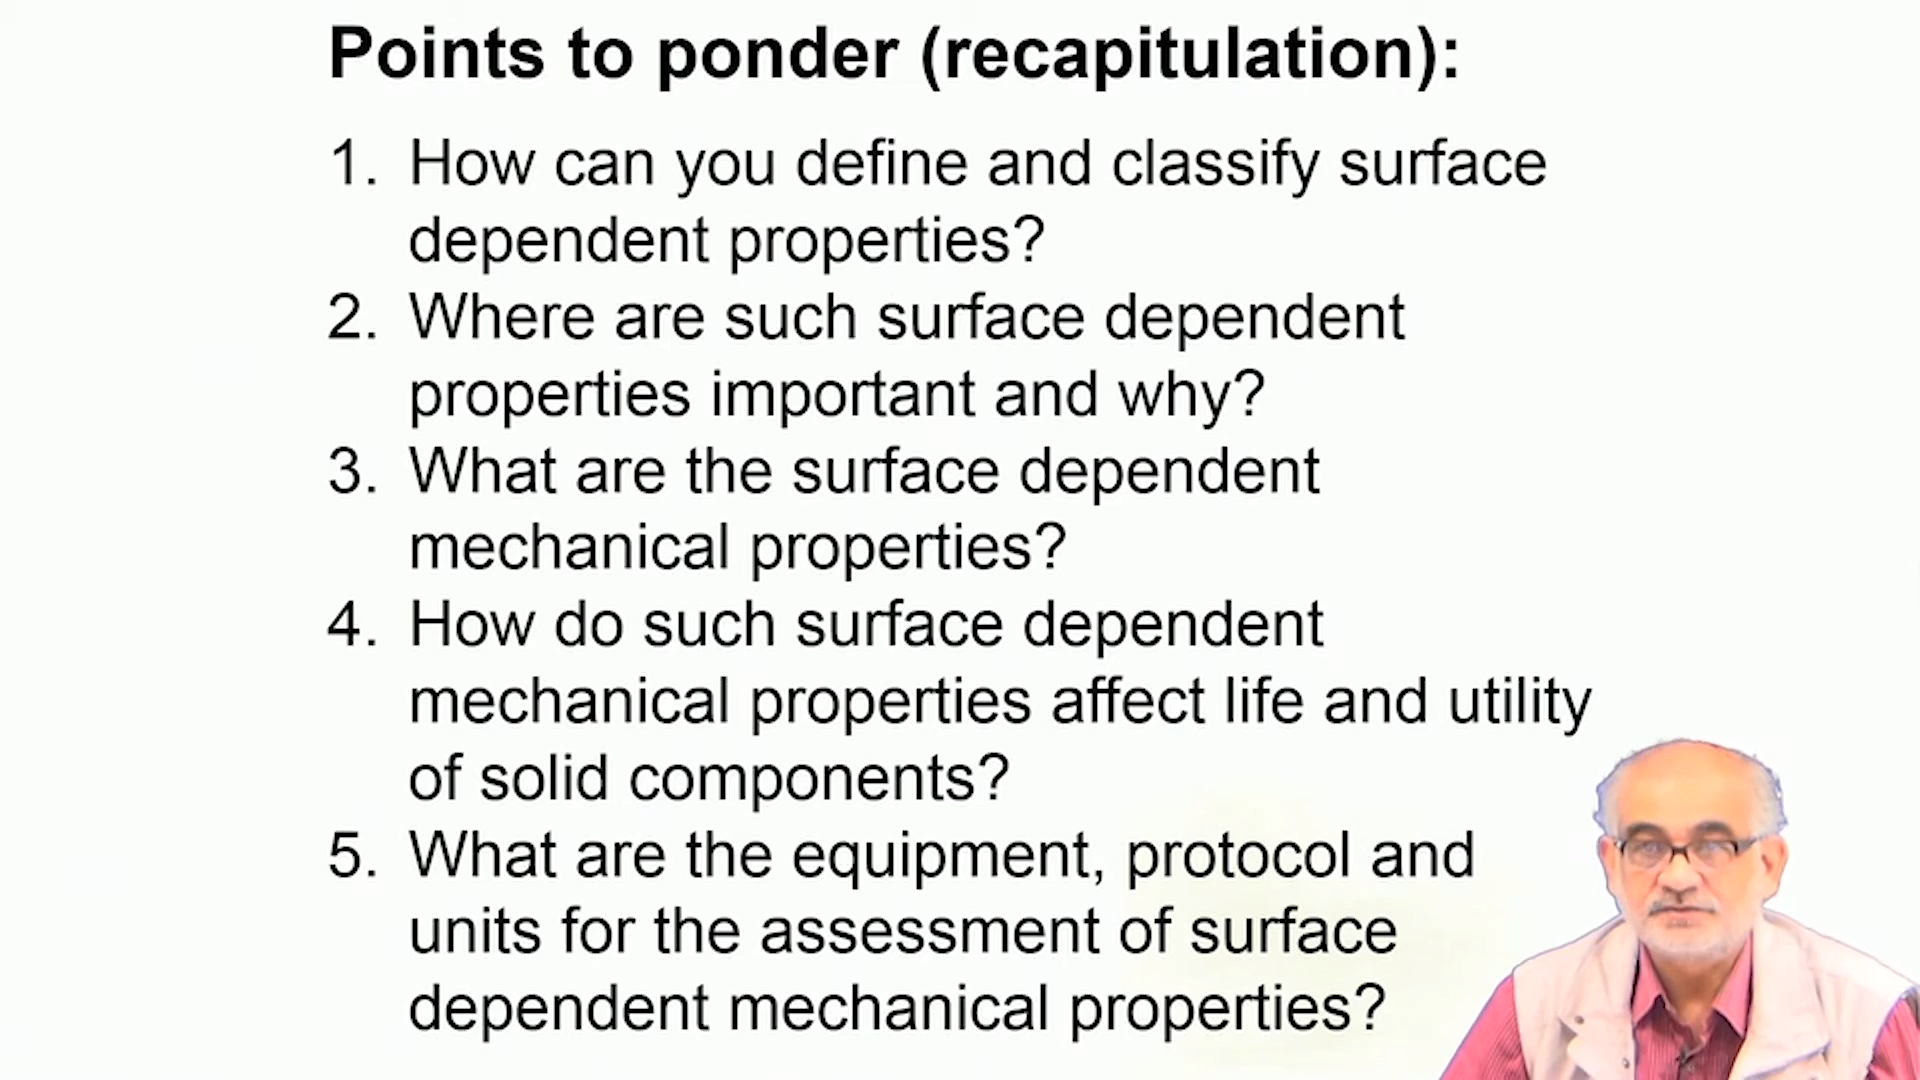 Points to ponder (recapitulation):
1. How can you define and classify surface
dependent properties?
2. Where are such surface dependent
properties important and why?
3. What are the surface dependent
mechanical properties?
4. How do such surface dependent
mechanical properties affect life and utility
of solid components?
5. What are the equipment, protocol and
units for the assessment of surface
dependent mechanical properties?